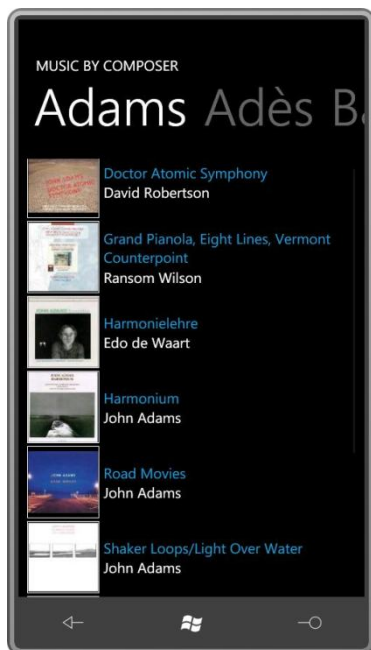 MUSIC BY COMPOSER
Adams Adès Ba
Doctor Atomic Symphony
David Robertson
Grand Pianola, Eight Lines, Vermont
Counterpoint
Ransom Wilson
Harmonielehre
Edo de Waart
Harmonium
John Adams
Road Movies
John Adams
Shaker Loops/Light Over Water
John Adams